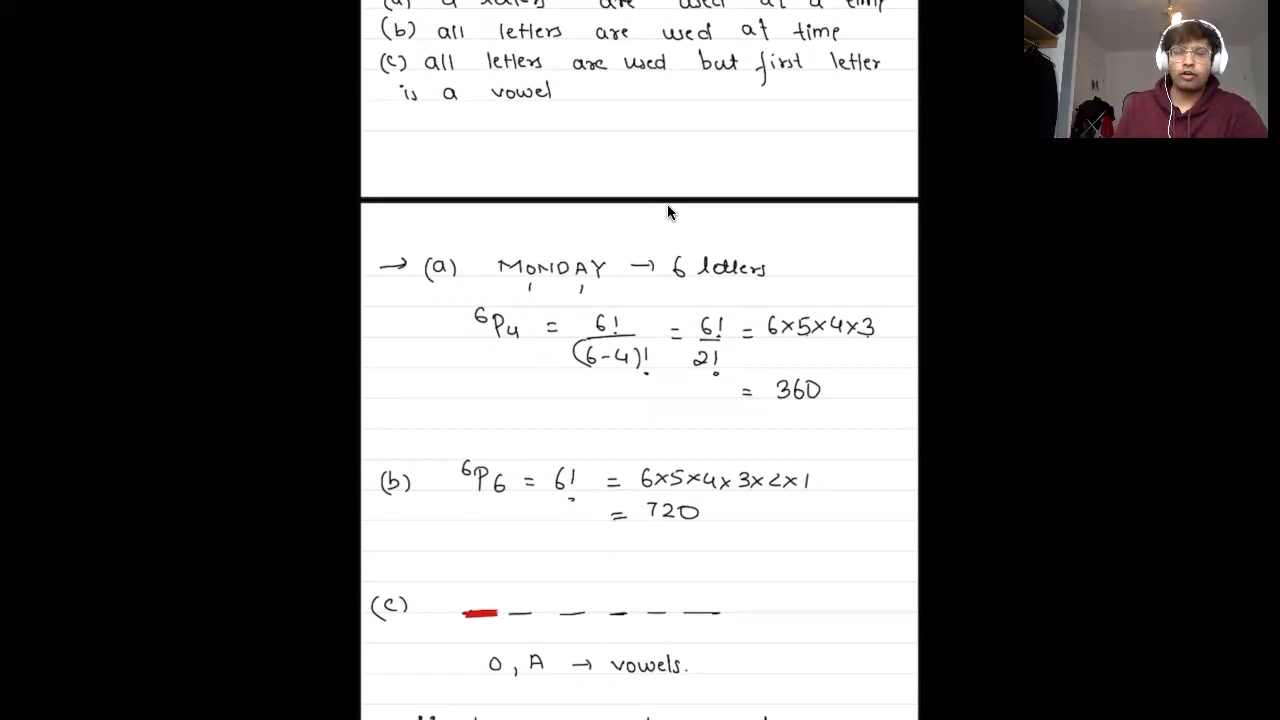 (b) all letters are used at time
(c) all letters are used but first letter
is a vowel
→ (a) MONDAY → 6 letters
⁶P₄ = 6!/(6-4)! = 6!/2! = 6×5×4×3
= 360
(b) ⁶P₆ = 6! = 6×5×4×3×2×1
= 720
(c)
O, A → vowels.